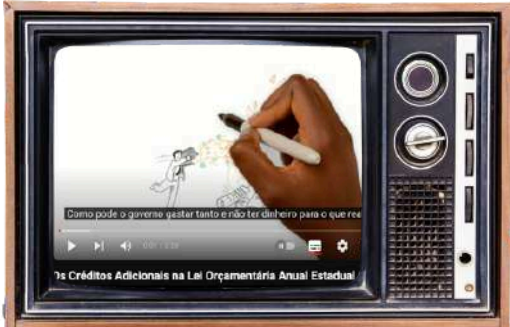 Como pode o governo gastar tanto e não ter dinheiro para o que rea
Os Créditos Adicionais na Lei Orçamentária Anual Estadual